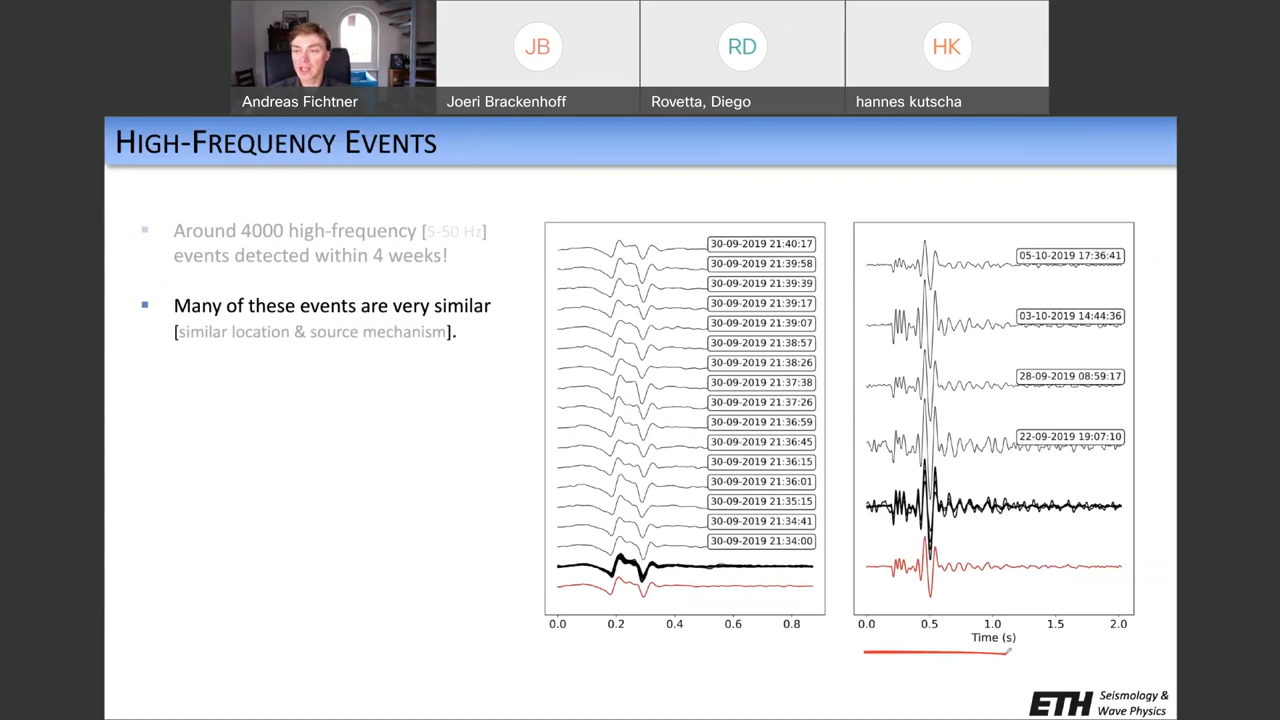 JB
RD
HK
Andreas Fichtner
Joeri Brackenhoff
Rovetta, Diego
hannes kutscha
HIGH-FREQUENCY EVENTS
Around 4000 high-frequency [5-50 Hz]
events detected within 4 weeks!
Many of these events are very similar
[similar location & source mechanism].
30-09-2019 21:40:17
30-09-2019 21:39:58
30-09-2019 21:39:39
30-09-2019 21:39:17
30-09-2019 21:39:07
30-09-2019 21:38:57
30-09-2019 21:38:26
30-09-2019 21:37:38
30-09-2019 21:37:26
30-09-2019 21:36:59
30-09-2019 21:36:45
30-09-2019 21:36:15
30-09-2019 21:36:01
30-09-2019 21:35:15
30-09-2019 21:34:41
30-09-2019 21:34:00
0.0 0.2 0.4 0.6 0.8
05-10-2019 17:36:41
03-10-2019 14:44:36
28-09-2019 08:59:17
22-09-2019 19:07:10
0.0 0.5 1.0 1.5 2.0
Time (s)
ETH Seismology &
Wave Physics